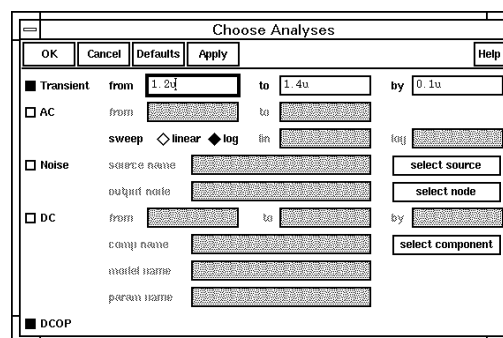 Choose Analyses
OK Cancel Defaults Apply Help
Transient from 1.2u to 1.4u by 0.1u
AC from to
sweep linear log lin log
Noise source name select source
output node select node
DC from to by
comp name select component
model name
param name
DCOP